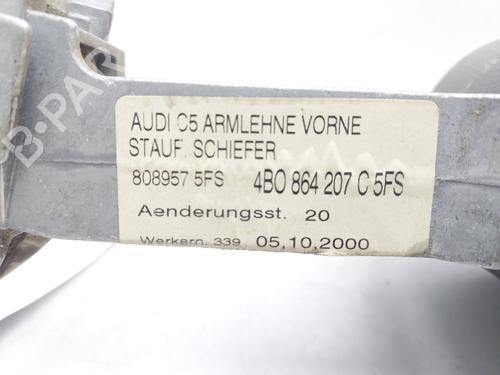 AUDI C5 ARMLEHNE VORNE
STAUF. SCHIEFER
808957 5FS 4B0 864 207 C 5FS
Aenderungsst. 20
Werkern. 339 05,10,2000
B-PARTS